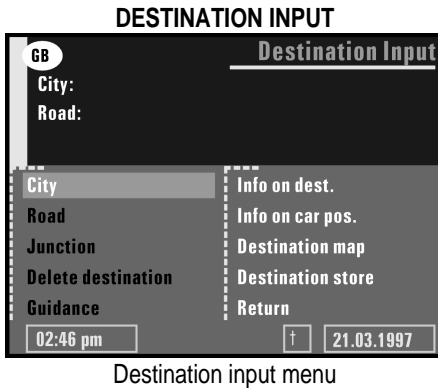 DESTINATION INPUT
GB
Destination Input
City:
Road:
City
Road
Junction
Delete destination
Guidance
Info on dest.
Info on car pos.
Destination map
Destination store
Return
02:46 pm
† 21.03.1997
Destination input menu